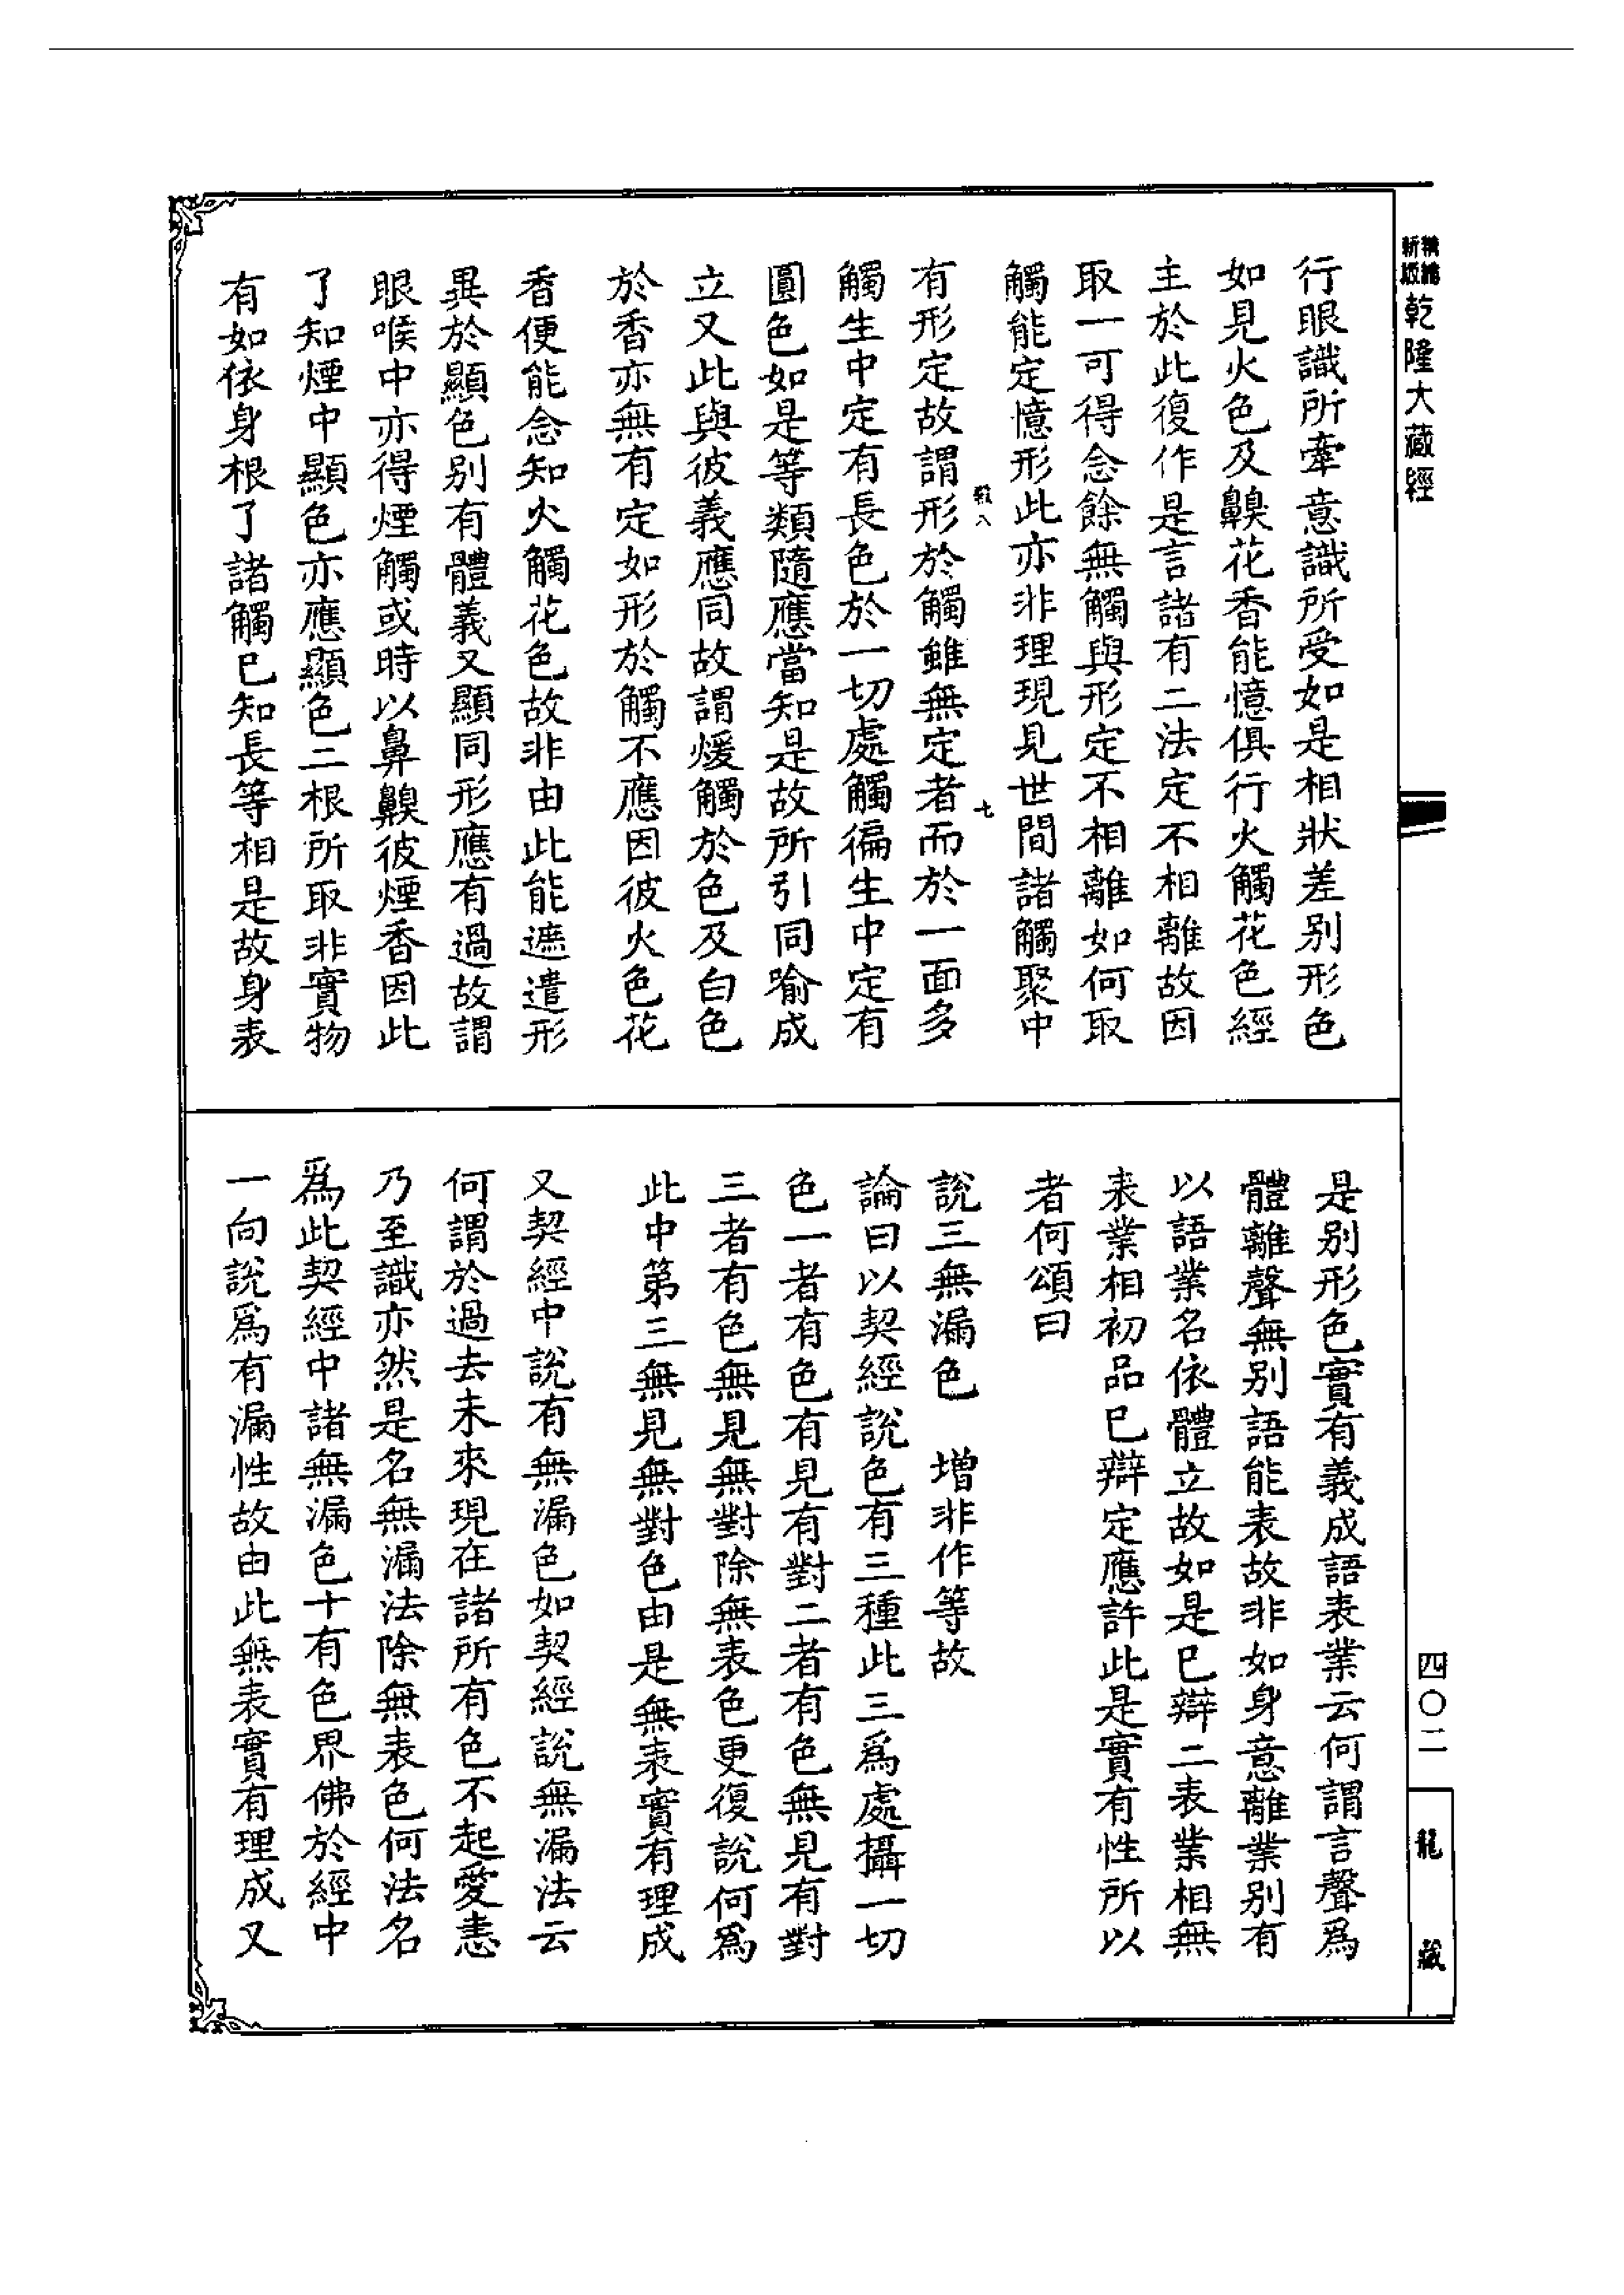 精縮新版乾隆大藏經
四〇二
龍藏
行眼識所牽意識所受如是相狀差别形色
如見火色及齅花香能憶俱行火觸花色經
主於此復作是言諸有二法定不相離故因
取一可得念餘無觸與形定不相離如何取
觸能定憶形此亦非理現見世間諸觸聚中
七
有形定故謂形於觸雖無定者而於一面多
觸生中定有長色於一切處觸徧生中定有
圓色如是等類隨應當知是故所引同喻成
立又此與彼義應同故謂煖觸於色及白色
於香亦無有定如形於觸不應因彼火色花
香便能念知火觸花色故非由此能遮遣形
異於顯色别有體義又顯同形應有過故謂
眼喉中亦得煙觸或時以鼻齅彼煙香因此
了知煙中顯色亦應顯色二根所取非實物
有如依身根了諸觸已知長等相是故身表
是别形色實有義成語表業云何謂言聲爲
體離聲無别語能表故非如身意離業别有
以語業名依體立故如是已辯二表業相無
表業相初品已辯定應許此是實有性所以
者何頌曰
說三無漏色　增非作等故
論曰以契經說色有三種此三爲處攝一切
色一者有色有見有對二者有色無見有對
三者有色無見無對除無表色更復說何爲
此中第三無見無對色由是無表實有理成
又契經中說有無漏色如契經說無漏法云
何謂於過去未來現在諸所有色不起愛恚
乃至識亦然是名無漏法除無表色何法名
爲此契經中諸無漏色十有色界佛於經中
一向說爲有漏性故由此無表實有理成又